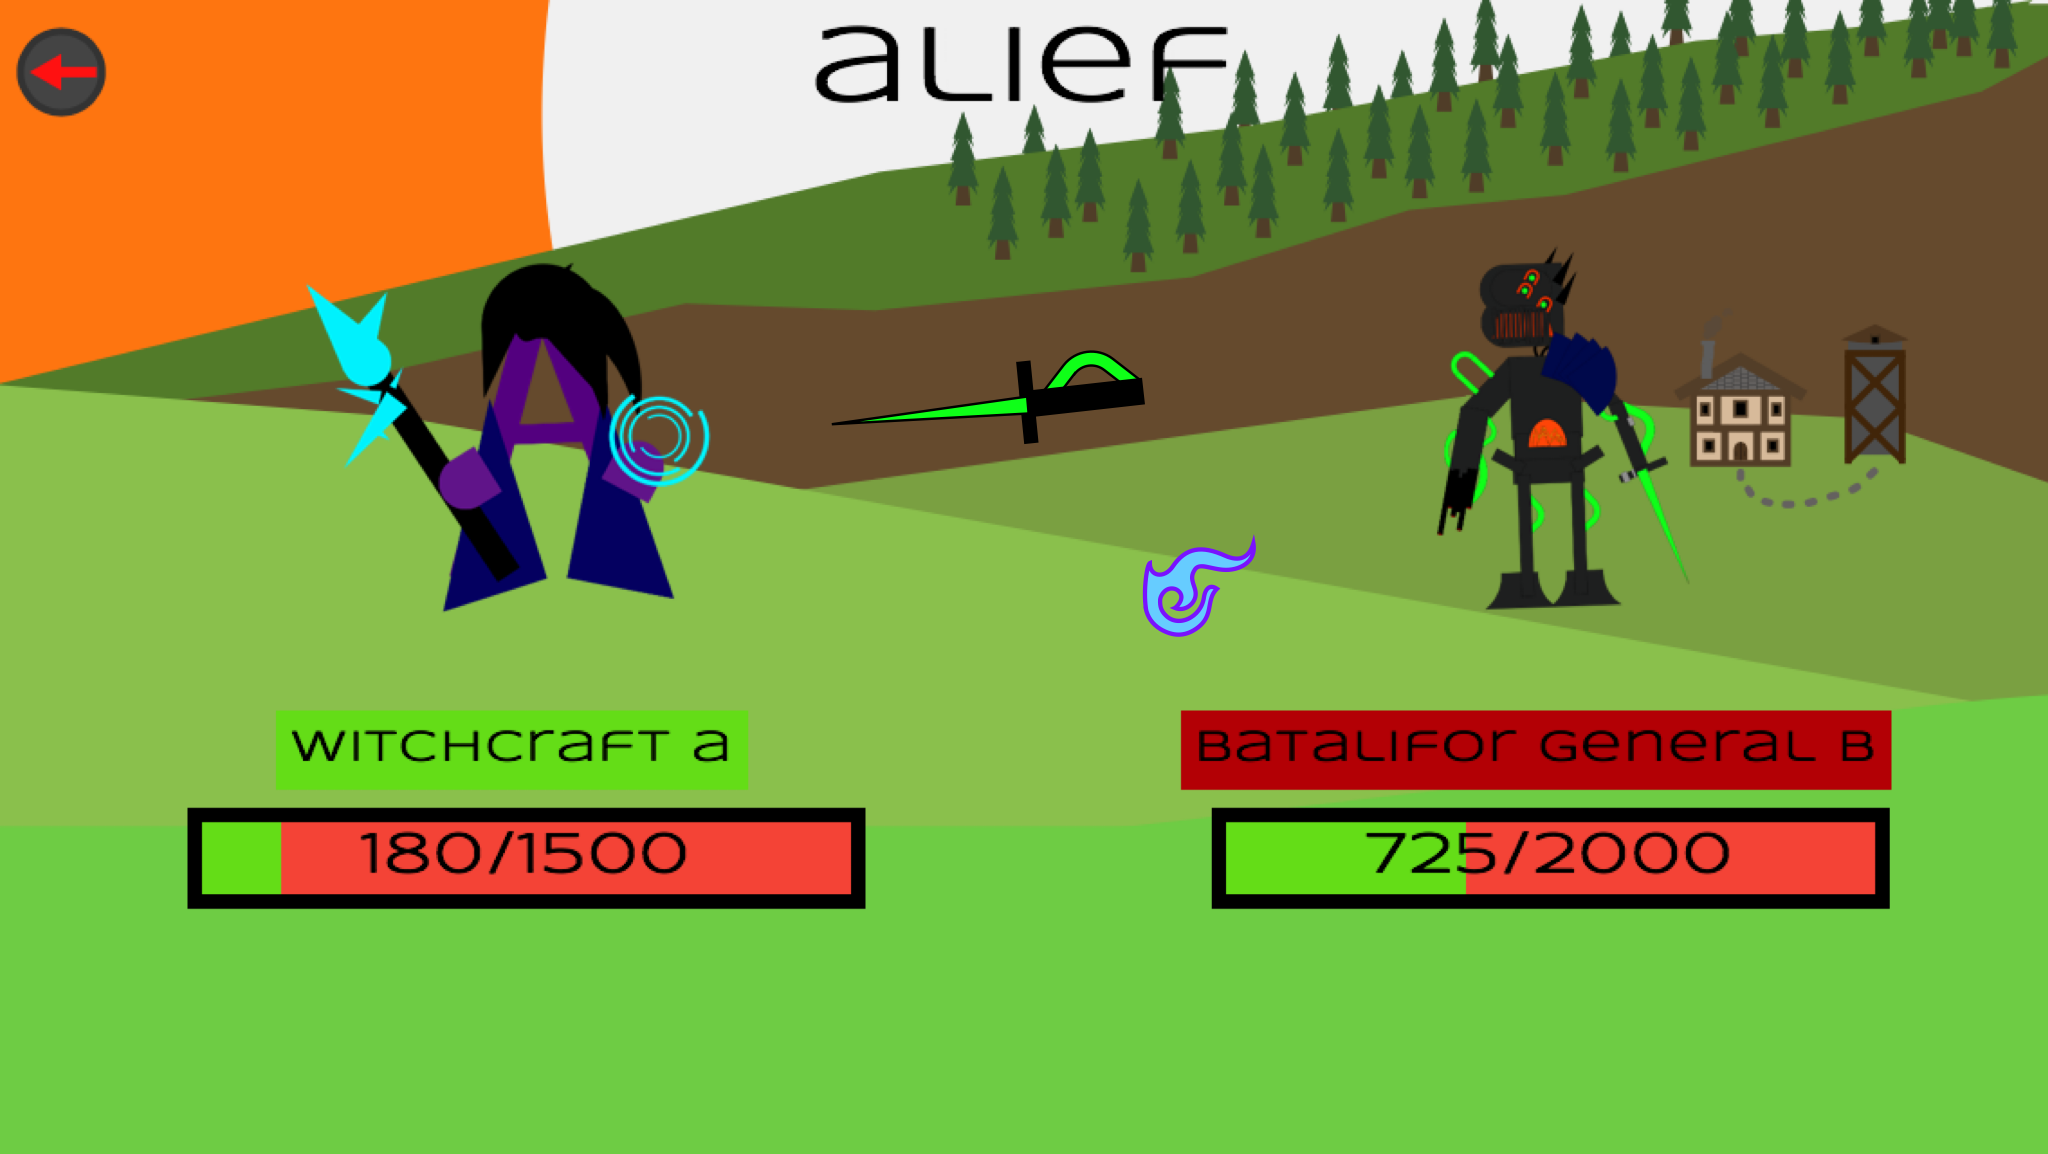 aLIEF
WITCHCraFT a
BaTaLIFOr General B
180/1500
725/2000